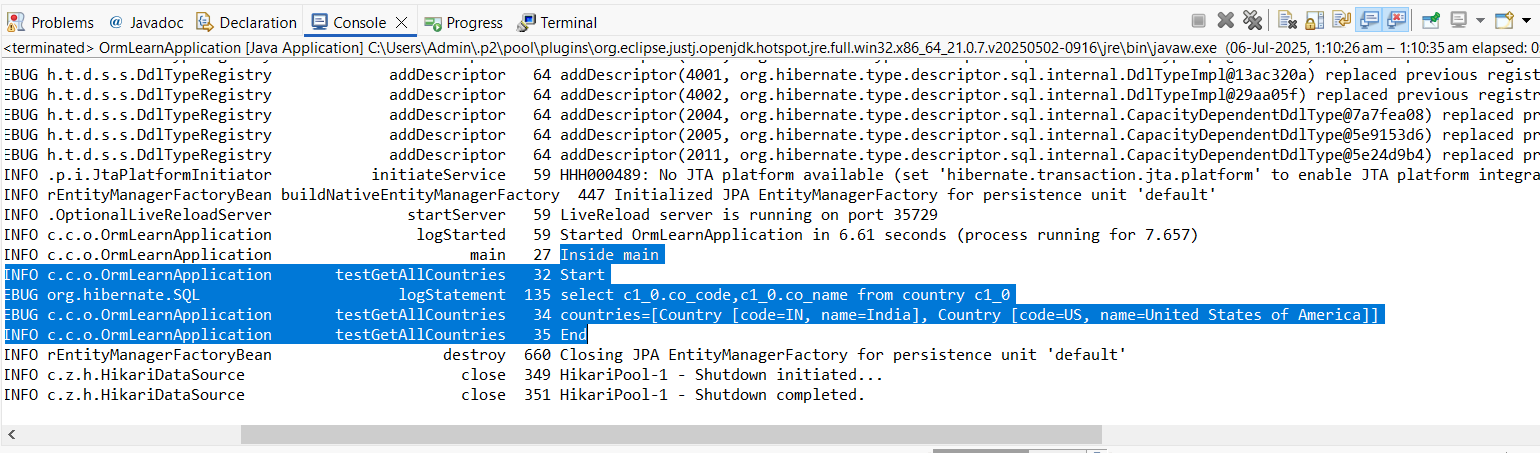 Problems @ Javadoc Declaration Console Progress Terminal
<terminated> OrmLearnApplication [Java Application] C:\Users\Admin\.p2\pool\plugins\org.eclipse.justj.openjdk.hotspot.jre.full.win32.x86_64_21.0.7.v20250502-0916\jre\bin\javaw.exe (06-Jul-2025, 1:10:26 am – 1:10:35 am elapsed: 0:
EBUG h.t.d.s.s.DdlTypeRegistry addDescriptor 64 addDescriptor(4001, org.hibernate.type.descriptor.sql.internal.DdlTypeImpl@13ac320a) replaced previous regist
EBUG h.t.d.s.s.DdlTypeRegistry addDescriptor 64 addDescriptor(4002, org.hibernate.type.descriptor.sql.internal.DdlTypeImpl@29aa05f) replaced previous registr
EBUG h.t.d.s.s.DdlTypeRegistry addDescriptor 64 addDescriptor(2004, org.hibernate.type.descriptor.sql.internal.CapacityDependentDdlType@7a7fea08) replaced pr
EBUG h.t.d.s.s.DdlTypeRegistry addDescriptor 64 addDescriptor(2005, org.hibernate.type.descriptor.sql.internal.CapacityDependentDdlType@5e9153d6) replaced pr
EBUG h.t.d.s.s.DdlTypeRegistry addDescriptor 64 addDescriptor(2011, org.hibernate.type.descriptor.sql.internal.CapacityDependentDdlType@5e24d9b4) replaced pr
INFO .p.i.JtaPlatformInitiator initiateService 59 HHH000489: No JTA platform available (set 'hibernate.transaction.jta.platform' to enable JTA platform integra
INFO rEntityManagerFactoryBean buildNativeEntityManagerFactory 447 Initialized JPA EntityManagerFactory for persistence unit 'default'
INFO .OptionalLiveReloadServer startServer 59 LiveReload server is running on port 35729
INFO c.c.o.OrmLearnApplication logStarted 59 Started OrmLearnApplication in 6.61 seconds (process running for 7.657)
INFO c.c.o.OrmLearnApplication main 27 Inside main
INFO c.c.o.OrmLearnApplication testGetAllCountries 32 Start
EBUG org.hibernate.SQL logStatement 135 select c1_0.co_code,c1_0.co_name from country c1_0
EBUG c.c.o.OrmLearnApplication testGetAllCountries 34 countries=[Country [code=IN, name=India], Country [code=US, name=United States of America]]
INFO c.c.o.OrmLearnApplication testGetAllCountries 35 End
INFO rEntityManagerFactoryBean destroy 660 Closing JPA EntityManagerFactory for persistence unit 'default'
INFO c.z.h.HikariDataSource close 349 HikariPool-1 - Shutdown initiated...
INFO c.z.h.HikariDataSource close 351 HikariPool-1 - Shutdown completed.